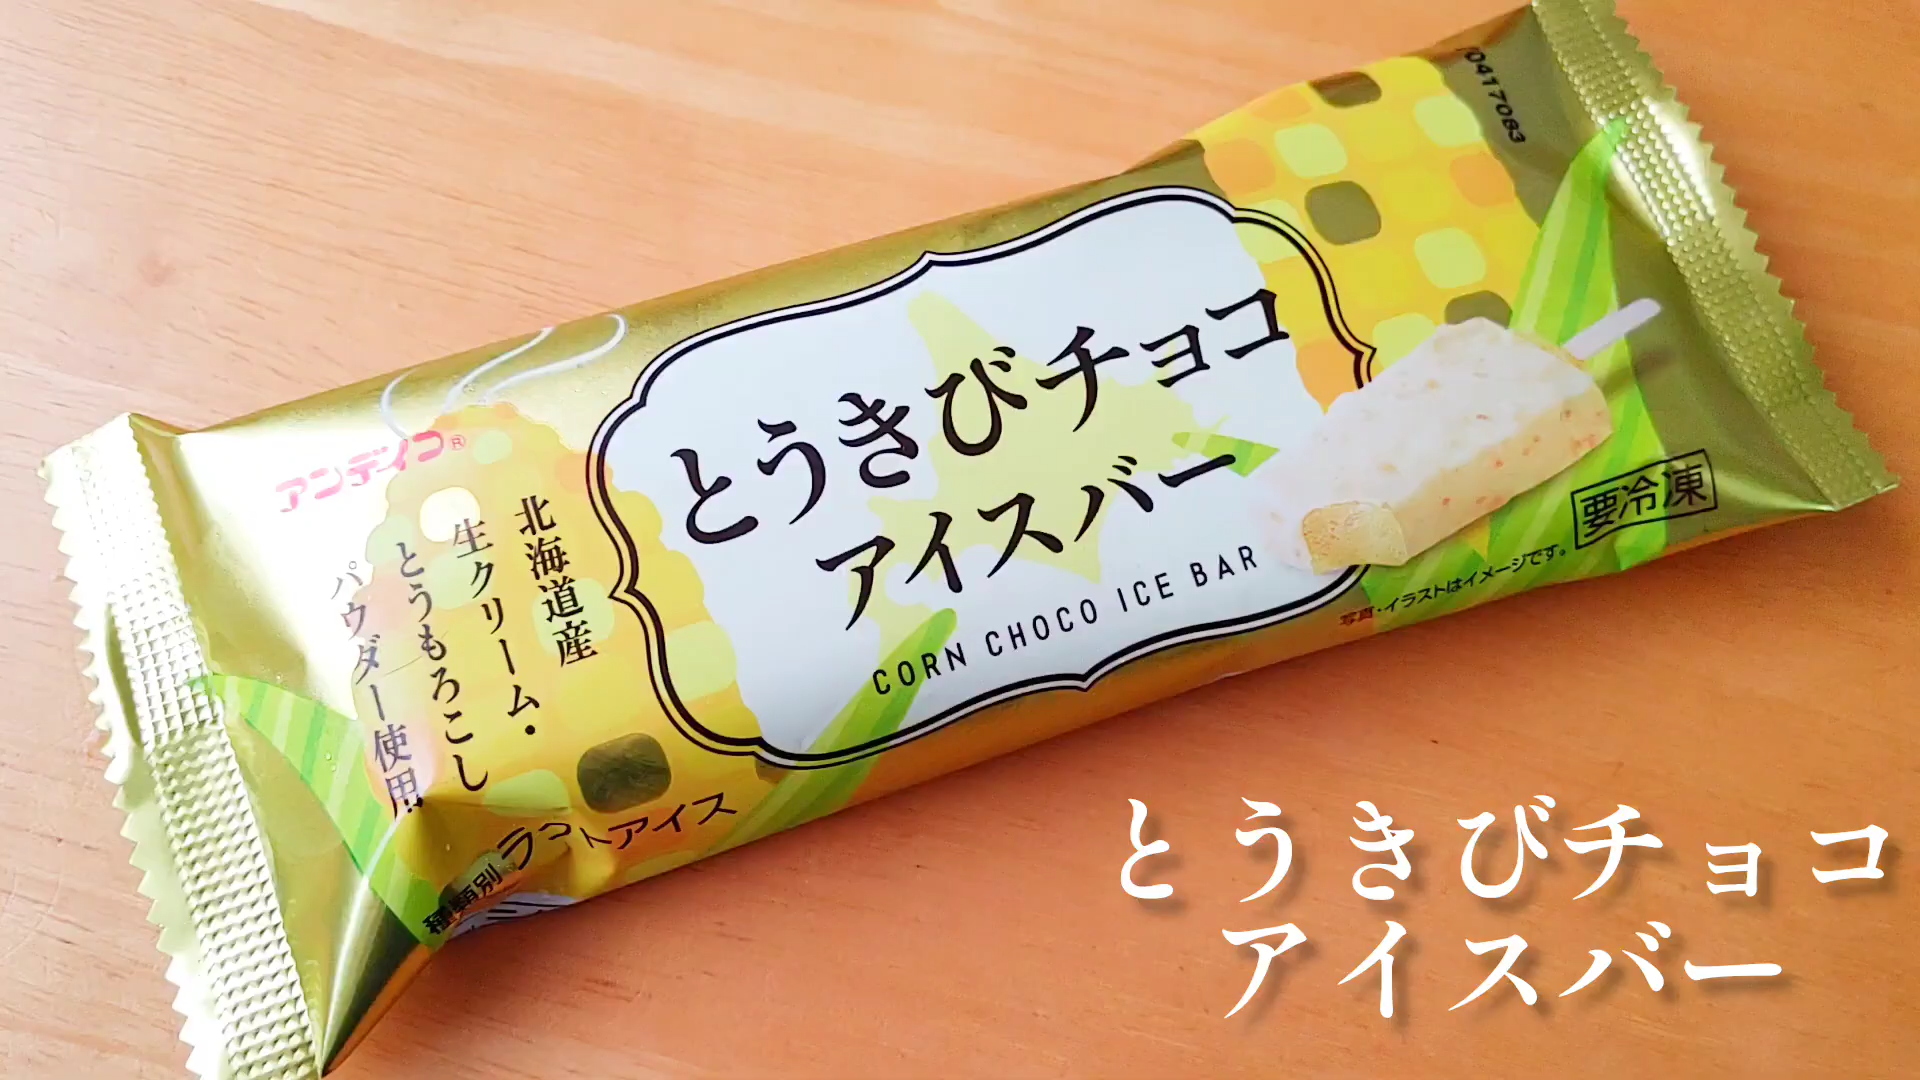 アンデイコ®
北海道産
生クリーム・
とうもろこし
パウダー使用
種類別 ラクトアイス
とうきびチョコ
アイスバー
CORN CHOCO ICE BAR
要冷凍
写真・イラストはイメージです。
とうきびチョコ
アイスバー